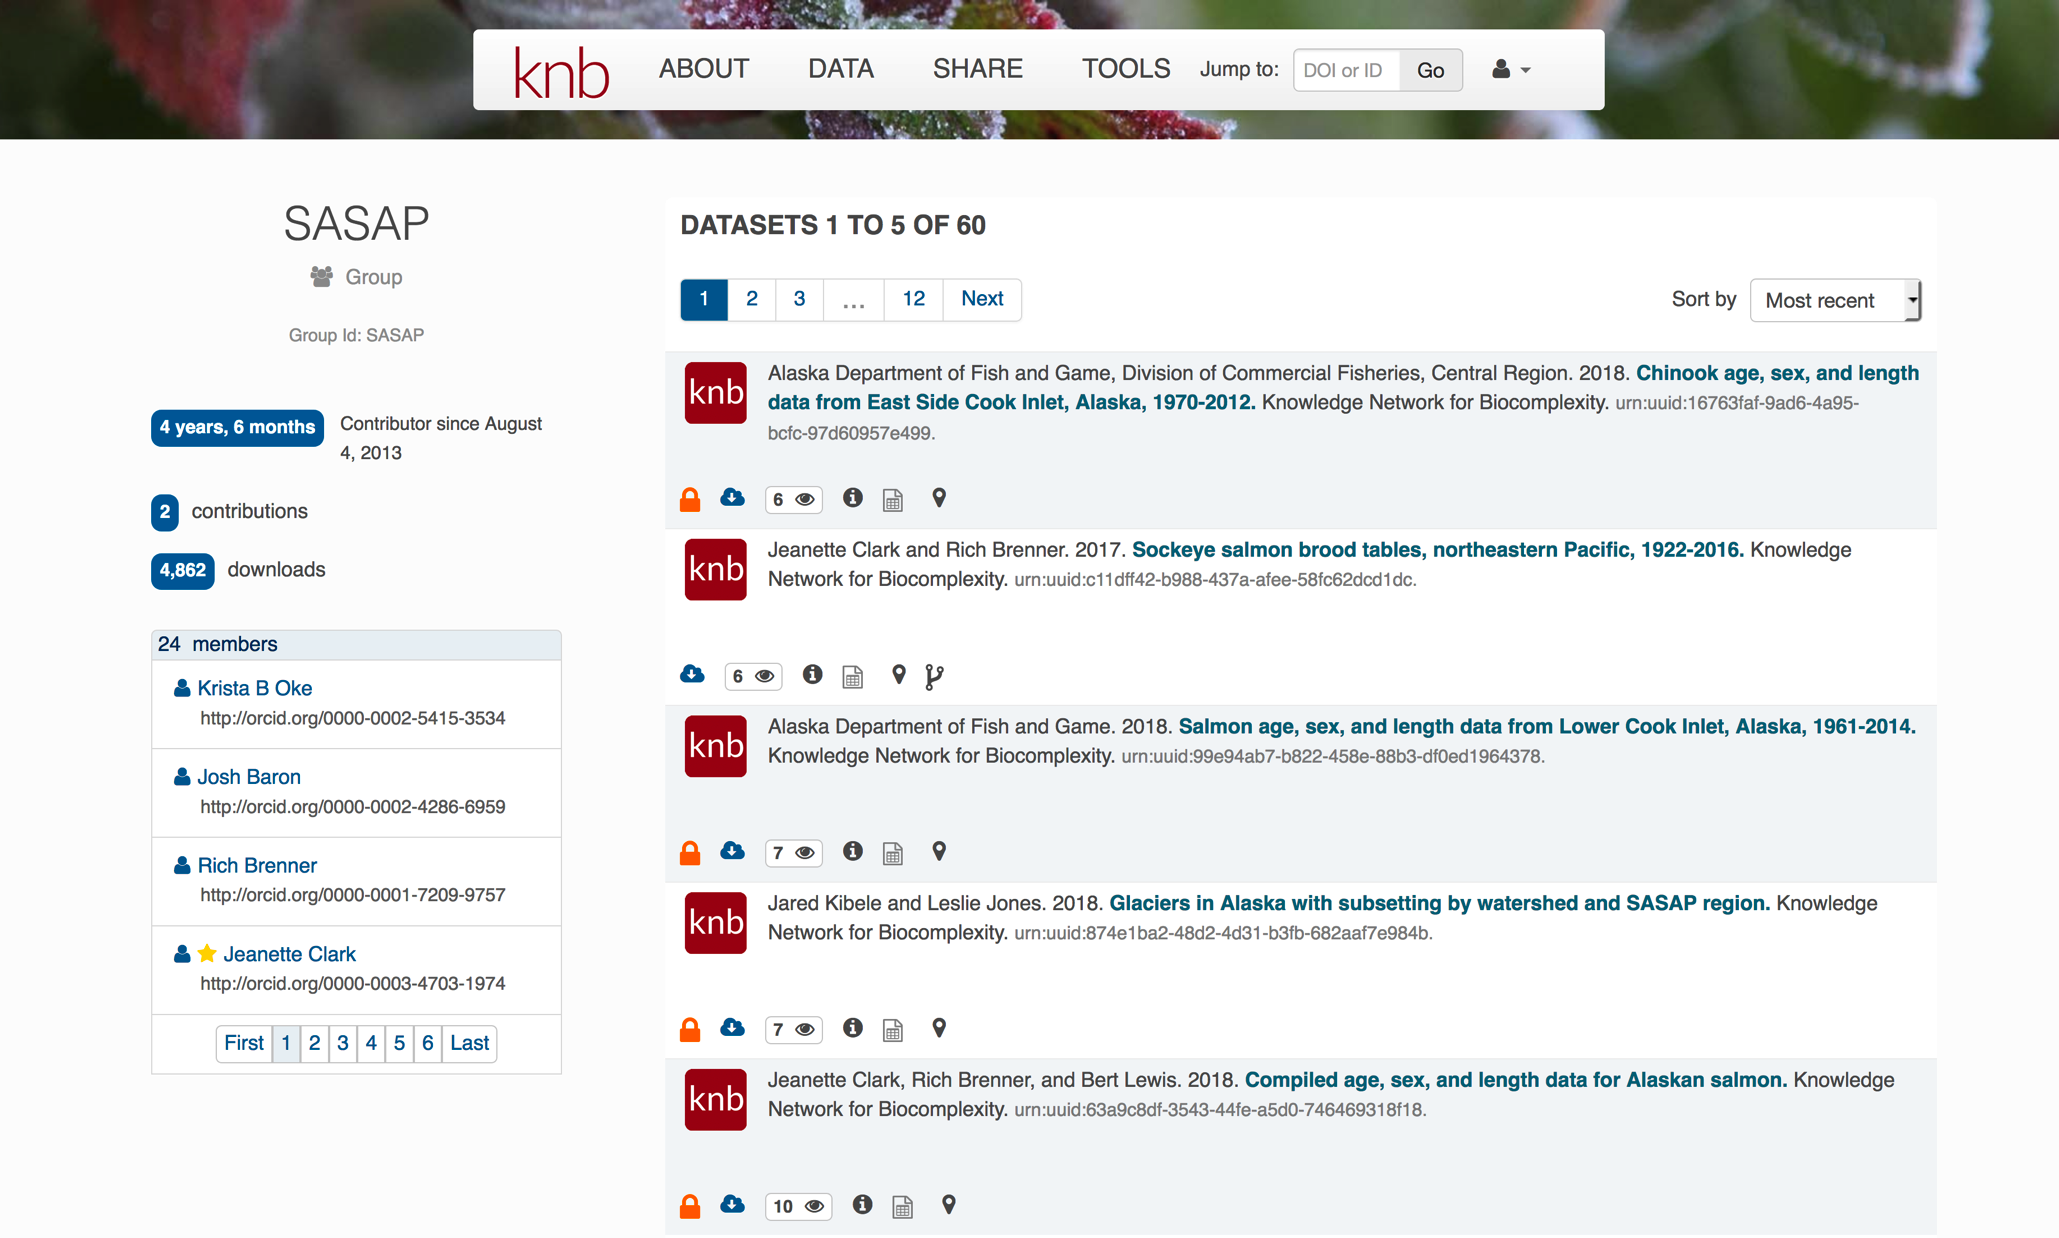 knb ABOUT DATA SHARE TOOLS Jump to: DOI or ID Go
SASAP
Group
Group Id: SASAP
4 years, 6 months Contributor since August
4, 2013
2 contributions
4,862 downloads
24 members
Krista B Oke
http://orcid.org/0000-0002-5415-3534
Josh Baron
http://orcid.org/0000-0002-4286-6959
Rich Brenner
http://orcid.org/0000-0001-7209-9757
Jeanette Clark
http://orcid.org/0000-0003-4703-1974
First 1 2 3 4 5 6 Last
DATASETS 1 TO 5 OF 60
1 2 3 ... 12 Next
Sort by Most recent
knb
Alaska Department of Fish and Game, Division of Commercial Fisheries, Central Region. 2018. Chinook age, sex, and length
data from East Side Cook Inlet, Alaska, 1970-2012. Knowledge Network for Biocomplexity. urn:uuid:16763faf-9ad6-4a95-
bcfc-97d60957e499.
6
knb
Jeanette Clark and Rich Brenner. 2017. Sockeye salmon brood tables, northeastern Pacific, 1922-2016. Knowledge
Network for Biocomplexity. urn:uuid:c11dff42-b988-437a-afee-58fc62dcd1dc.
6
knb
Alaska Department of Fish and Game. 2018. Salmon age, sex, and length data from Lower Cook Inlet, Alaska, 1961-2014.
Knowledge Network for Biocomplexity. urn:uuid:99e94ab7-b822-458e-88b3-df0ed1964378.
7
knb
Jared Kibele and Leslie Jones. 2018. Glaciers in Alaska with subsetting by watershed and SASAP region. Knowledge
Network for Biocomplexity. urn:uuid:874e1ba2-48d2-4d31-b3fb-682aaf7e984b.
7
knb
Jeanette Clark, Rich Brenner, and Bert Lewis. 2018. Compiled age, sex, and length data for Alaskan salmon. Knowledge
Network for Biocomplexity. urn:uuid:63a9c8df-3543-44fe-a5d0-746469318f18.
10